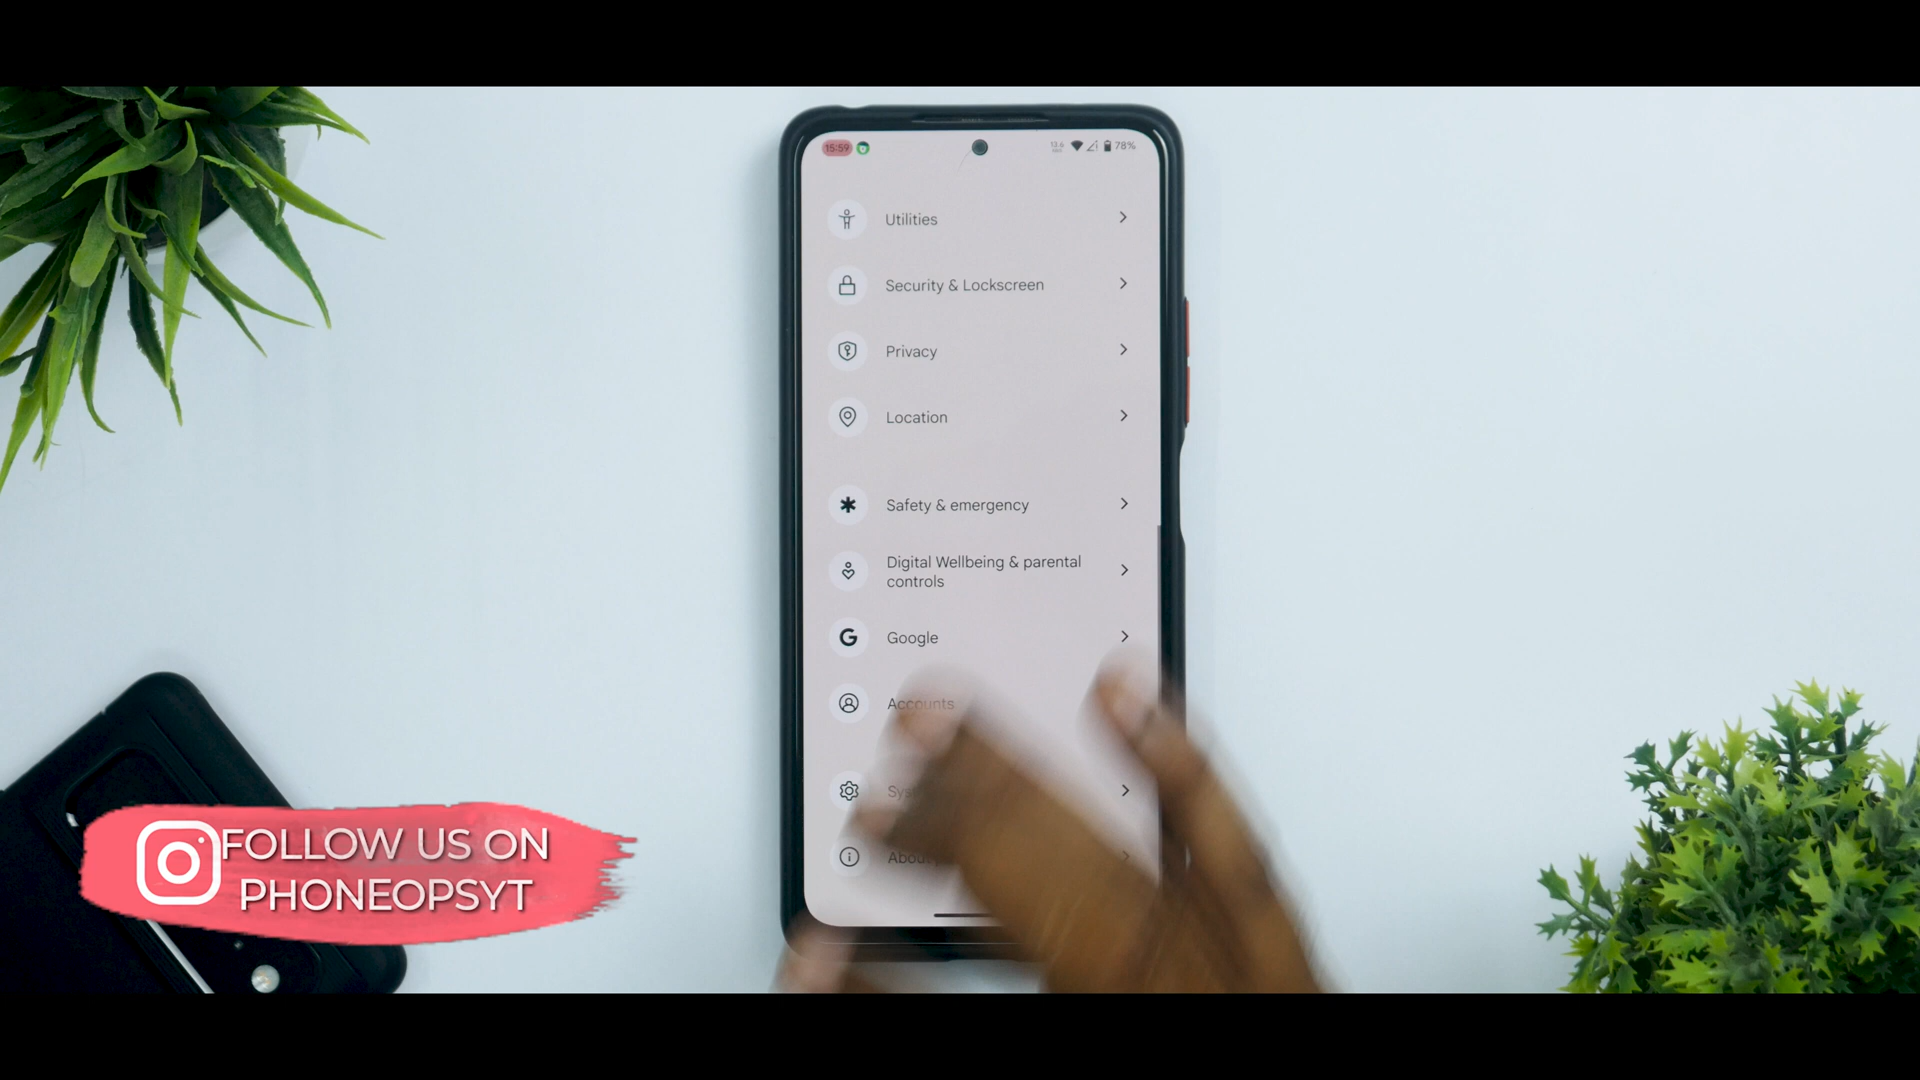 15:59
78%
Utilities
Security & Lockscreen
Privacy
Location
Safety & emergency
Digital Wellbeing & parental
controls
Google
Accounts
FOLLOW US ON
PHONEOPSYT